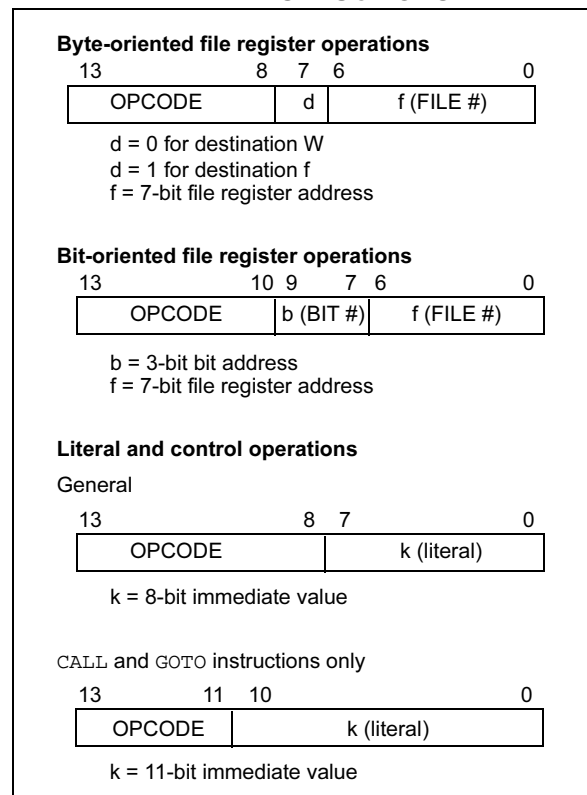 Byte-oriented file register operations
13 8 7 6 0
OPCODE d f (FILE #)
d = 0 for destination W
d = 1 for destination f
f = 7-bit file register address
Bit-oriented file register operations
13 10 9 7 6 0
OPCODE b (BIT #) f (FILE #)
b = 3-bit bit address
f = 7-bit file register address
Literal and control operations
General
13 8 7 0
OPCODE k (literal)
k = 8-bit immediate value
CALL and GOTO instructions only
13 11 10 0
OPCODE k (literal)
k = 11-bit immediate value